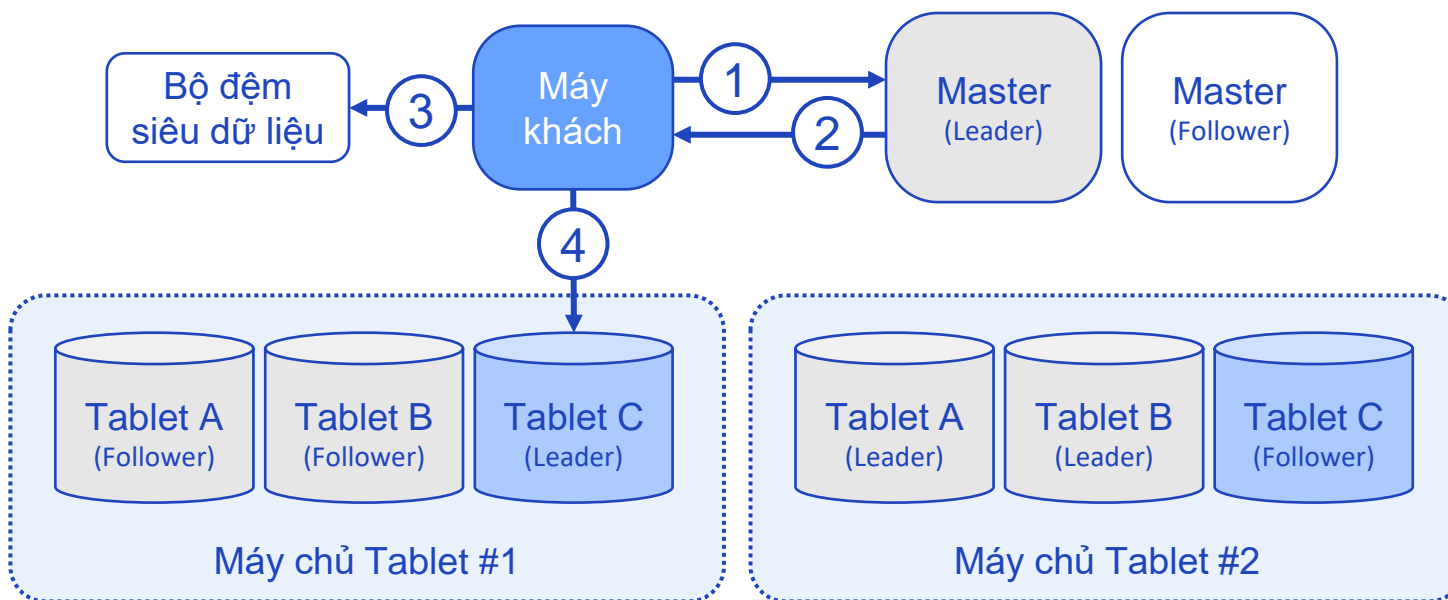 Bộ đệm
siêu dữ liệu
3
Máy
khách
1
2
Master
(Leader)
Master
(Follower)
4
Tablet A
(Follower)
Tablet B
(Follower)
Tablet C
(Leader)
Máy chủ Tablet #1
Tablet A
(Leader)
Tablet B
(Leader)
Tablet C
(Follower)
Máy chủ Tablet #2